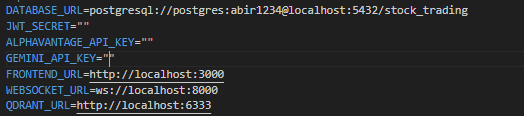 DATABASE_URL=postgresql://postgres:abir1234@localhost:5432/stock_trading
JWT_SECRET=""
ALPHAVANTAGE_API_KEY=""
GEMINI_API_KEY=""
FRONTEND_URL=http://localhost:3000
WEBSOCKET_URL=ws://localhost:8000
QDRANT_URL=http://localhost:6333